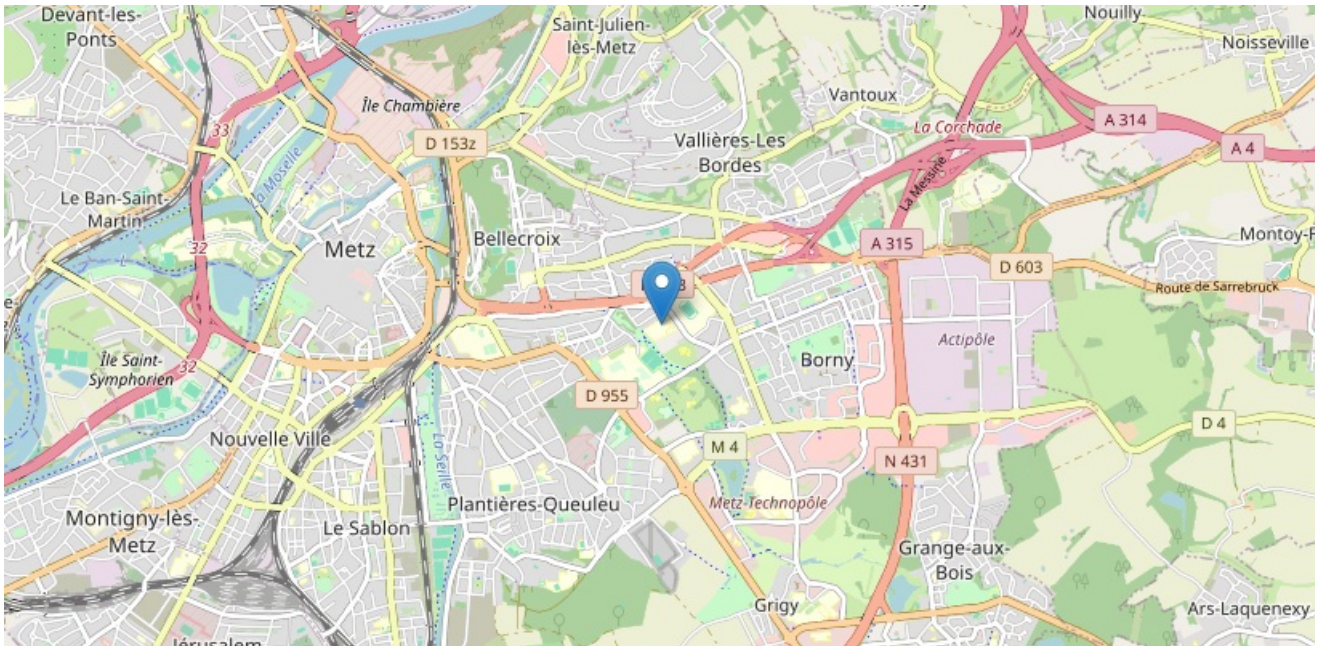 Devant-les-
Ponts
Saint-Julien-
lès-Metz
Nouilly
Noisseville
Île Chambière
Vantoux
33
D 153z
Vallières-Les
Bordes
La Corchade
A 314
A 4
La Moselle
Le Ban-Saint-
Martin
La Messine
32
Metz
Bellecroix
A 315
Montoy-F
D 603
Route de Sarrebruck
3
Île Saint-
Symphorien
32
Borny
Actipôle
D 955
Nouvelle Ville
La Seille
M 4
D 4
N 431
Plantières-Queuleu
Metz-Technopôle
Montigny-lès-
Metz
Le Sablon
Grange-aux-
Bois
Grigy
Ars-Laquenexy